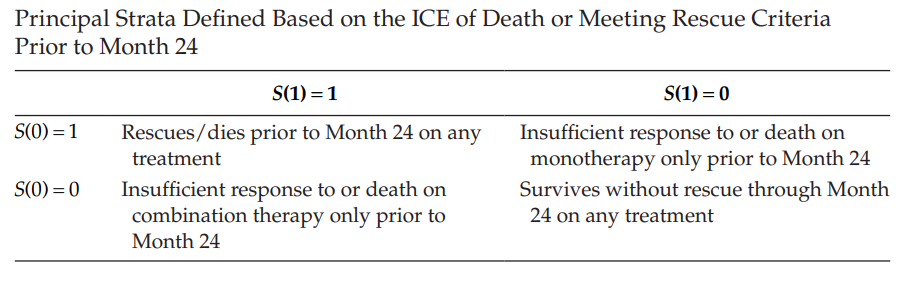 Principal Strata Defined Based on the ICE of Death or Meeting Rescue Criteria
Prior to Month 24
S(1) = 1 S(1) = 0
S(0) = 1 Rescues/dies prior to Month 24 on any Insufficient response to or death on
treatment monotherapy only prior to Month 24
S(0) = 0 Insufficient response to or death on Survives without rescue through Month
combination therapy only prior to 24 on any treatment
Month 24